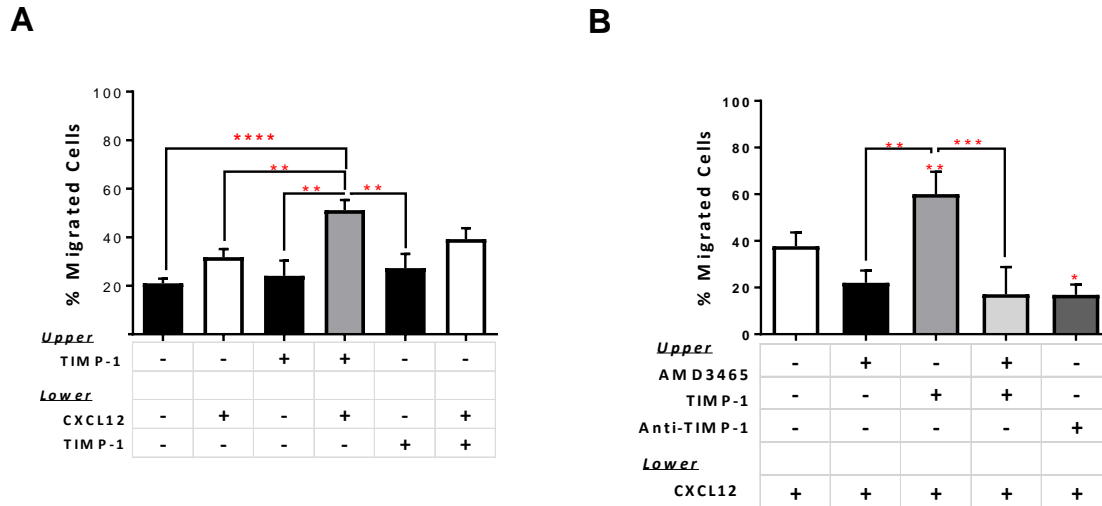 A
% Migrated Cells
100
80
60
40
20
****
**
** **
Upper
TIMP-1 - - + + - -
Lower
CXCL12 - + - + - +
TIMP-1 - - - - + +
B
% Migrated Cells
100
80
60
40
20
0
** ***
**
*
Upper
AMD3465 - + - + -
TIMP-1 - - + + -
Anti-TIMP-1 - - - - +
Lower
CXCL12 + + + + +